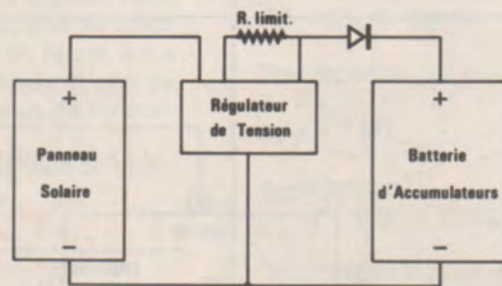 R. limit.
+
Panneau
Solaire
−
Régulateur
de Tension
+
Batterie
d'Accumulateurs
−